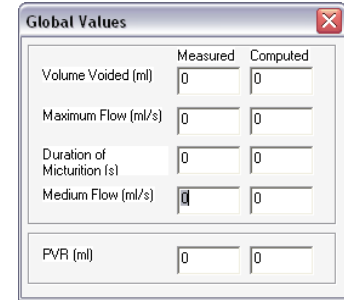 Global Values
Measured Computed
Volume Voided (ml) 0 0
Maximum Flow (ml/s) 0 0
Duration of
Micturition (s) 0 0
Medium Flow (ml/s) 0 0
PVR (ml) 0 0